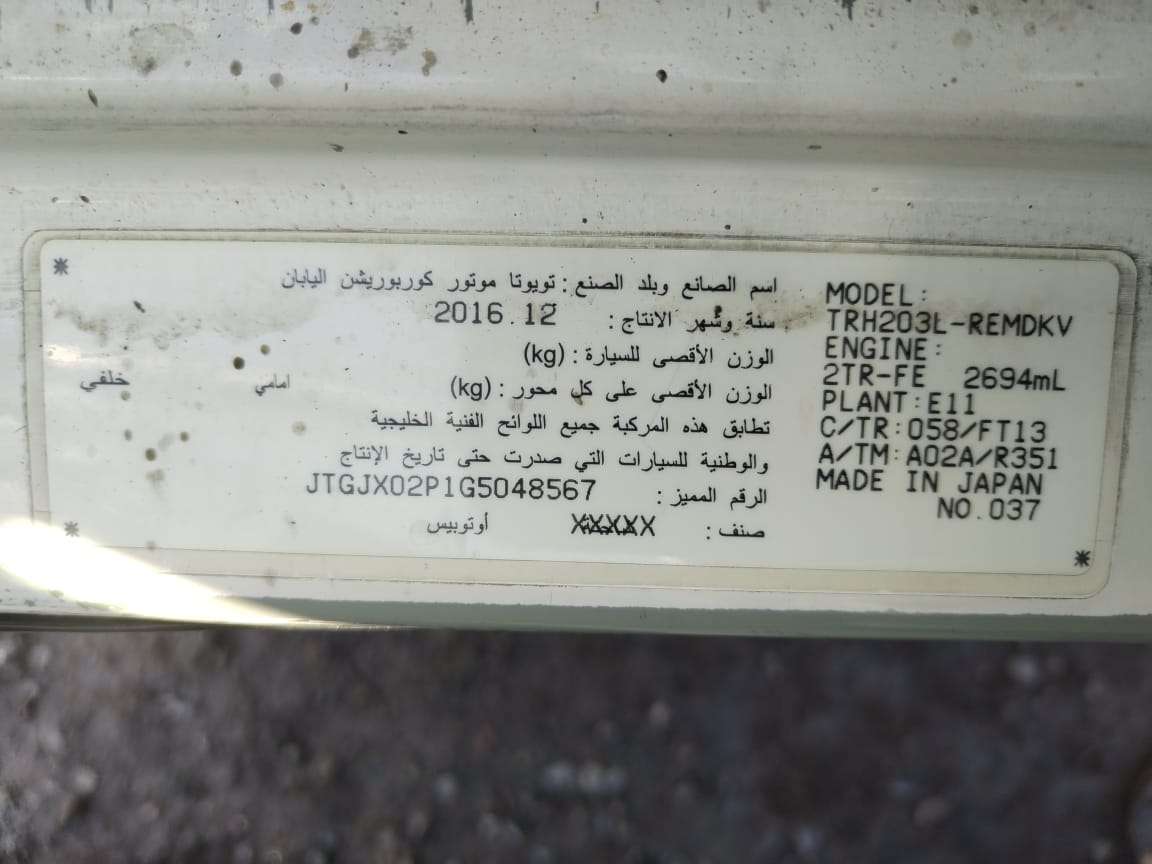 اسم الصانع وبلد الصنع : تويوتا موتور كوربوريشن اليابان
سنة وشهر الانتاج : 2016.12
الوزن الأقصى للسيارة : (kg)
الوزن الأقصى على كل محور : (kg) امامي خلفي
تطابق هذه المركبة جميع اللوائح الفنية الخليجية
والوطنية للسيارات التي صدرت حتى تاريخ الإنتاج
الرقم المميز : JTGJX02P1G5048567
صنف : XXXXX أوتوبيس
MODEL:
TRH203L-REMDKV
ENGINE:
2TR-FE 2694mL
PLANT:E11
C/TR:058/FT13
A/TM:A02A/R351
MADE IN JAPAN
NO.037